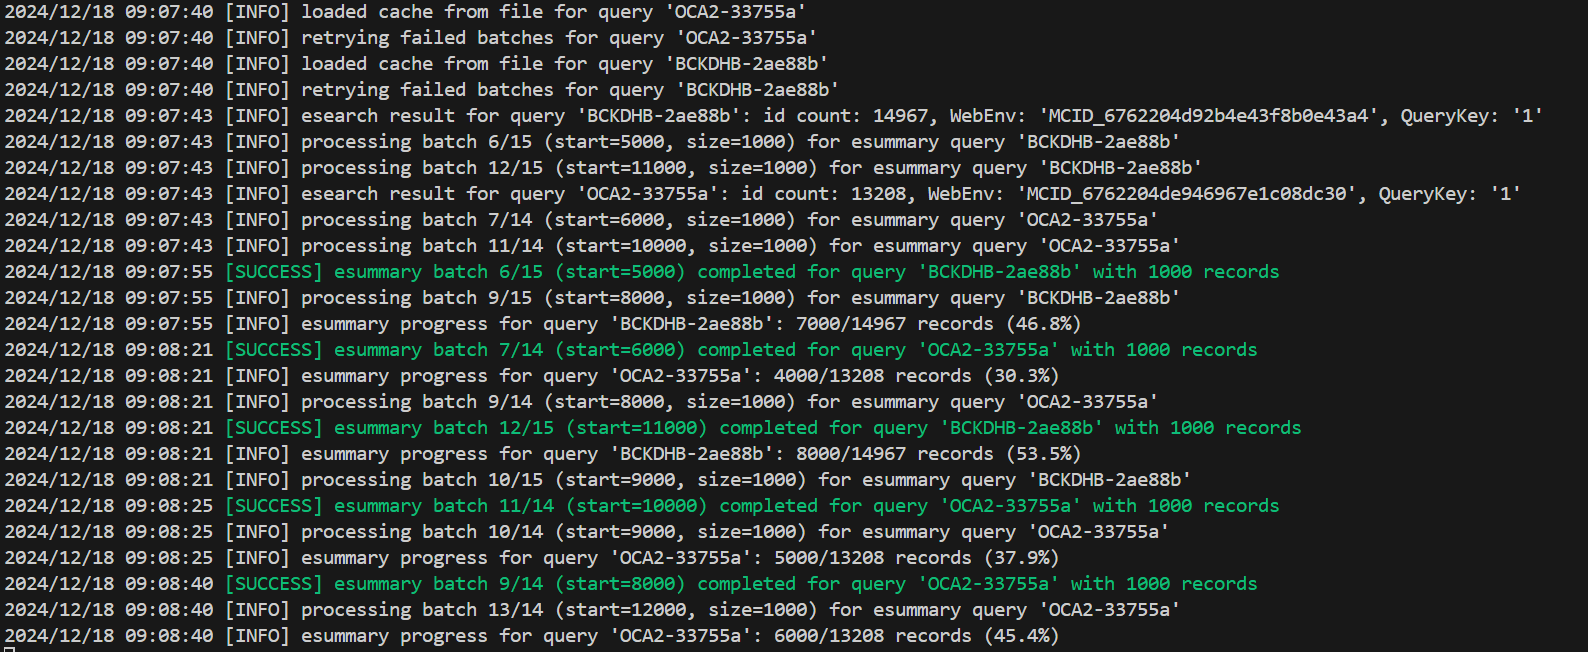 2024/12/18 09:07:40 [INFO] loaded cache from file for query 'OCA2-33755a'
2024/12/18 09:07:40 [INFO] retrying failed batches for query 'OCA2-33755a'
2024/12/18 09:07:40 [INFO] loaded cache from file for query 'BCKDHB-2ae88b'
2024/12/18 09:07:40 [INFO] retrying failed batches for query 'BCKDHB-2ae88b'
2024/12/18 09:07:43 [INFO] esearch result for query 'BCKDHB-2ae88b': id count: 14967, WebEnv: 'MCID_6762204d92b4e43f8b0e43a4', QueryKey: '1'
2024/12/18 09:07:43 [INFO] processing batch 6/15 (start=5000, size=1000) for esummary query 'BCKDHB-2ae88b'
2024/12/18 09:07:43 [INFO] processing batch 12/15 (start=11000, size=1000) for esummary query 'BCKDHB-2ae88b'
2024/12/18 09:07:43 [INFO] esearch result for query 'OCA2-33755a': id count: 13208, WebEnv: 'MCID_6762204de946967e1c08dc30', QueryKey: '1'
2024/12/18 09:07:43 [INFO] processing batch 7/14 (start=6000, size=1000) for esummary query 'OCA2-33755a'
2024/12/18 09:07:43 [INFO] processing batch 11/14 (start=10000, size=1000) for esummary query 'OCA2-33755a'
2024/12/18 09:07:55 [SUCCESS] esummary batch 6/15 (start=5000) completed for query 'BCKDHB-2ae88b' with 1000 records
2024/12/18 09:07:55 [INFO] processing batch 9/15 (start=8000, size=1000) for esummary query 'BCKDHB-2ae88b'
2024/12/18 09:07:55 [INFO] esummary progress for query 'BCKDHB-2ae88b': 7000/14967 records (46.8%)
2024/12/18 09:08:21 [SUCCESS] esummary batch 7/14 (start=6000) completed for query 'OCA2-33755a' with 1000 records
2024/12/18 09:08:21 [INFO] esummary progress for query 'OCA2-33755a': 4000/13208 records (30.3%)
2024/12/18 09:08:21 [INFO] processing batch 9/14 (start=8000, size=1000) for esummary query 'OCA2-33755a'
2024/12/18 09:08:21 [SUCCESS] esummary batch 12/15 (start=11000) completed for query 'BCKDHB-2ae88b' with 1000 records
2024/12/18 09:08:21 [INFO] esummary progress for query 'BCKDHB-2ae88b': 8000/14967 records (53.5%)
2024/12/18 09:08:21 [INFO] processing batch 10/15 (start=9000, size=1000) for esummary query 'BCKDHB-2ae88b'
2024/12/18 09:08:25 [SUCCESS] esummary batch 11/14 (start=10000) completed for query 'OCA2-33755a' with 1000 records
2024/12/18 09:08:25 [INFO] processing batch 10/14 (start=9000, size=1000) for esummary query 'OCA2-33755a'
2024/12/18 09:08:25 [INFO] esummary progress for query 'OCA2-33755a': 5000/13208 records (37.9%)
2024/12/18 09:08:40 [SUCCESS] esummary batch 9/14 (start=8000) completed for query 'OCA2-33755a' with 1000 records
2024/12/18 09:08:40 [INFO] processing batch 13/14 (start=12000, size=1000) for esummary query 'OCA2-33755a'
2024/12/18 09:08:40 [INFO] esummary progress for query 'OCA2-33755a': 6000/13208 records (45.4%)